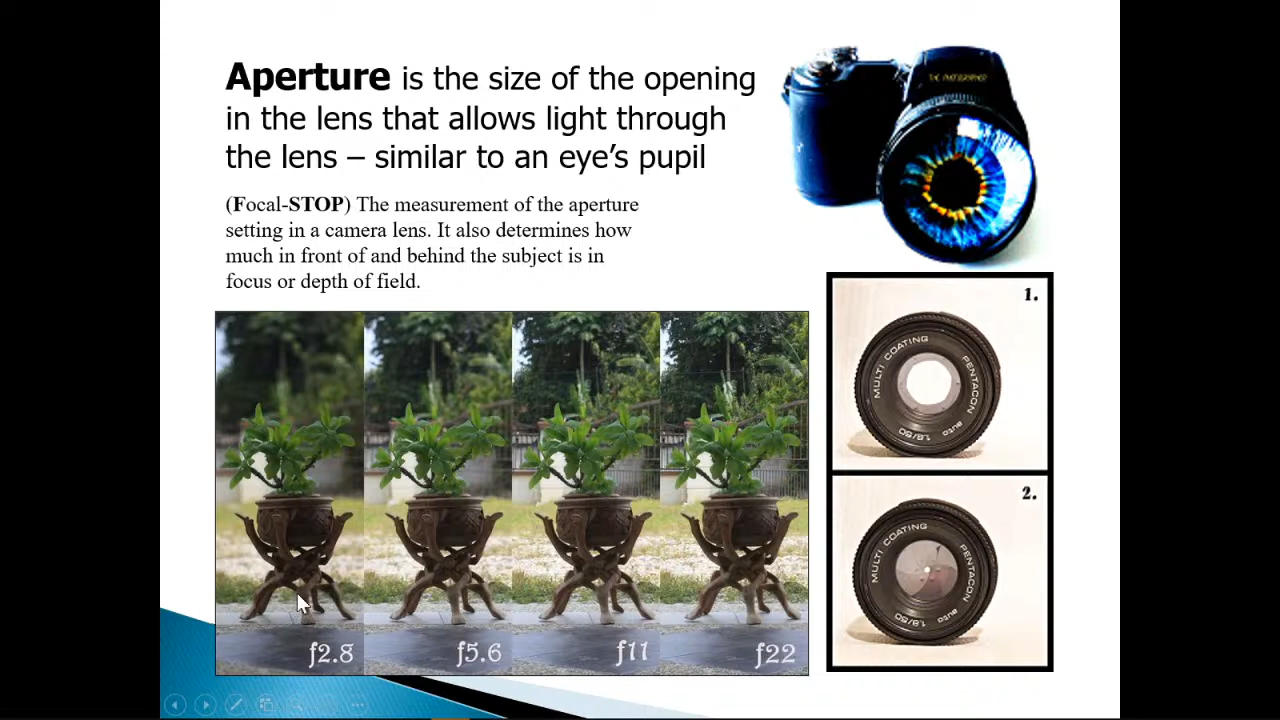 Aperture is the size of the opening
in the lens that allows light through
the lens – similar to an eye's pupil
(Focal-STOP) The measurement of the aperture
setting in a camera lens. It also determines how
much in front of and behind the subject is in
focus or depth of field.
THE PHOTOGRAPHER
1.
MULTI COATING
PENTACON
auto
1.8/50
2.
MULTI COATING
PENTACON
auto
1.8/50
f2.8
f5.6
f11
f22